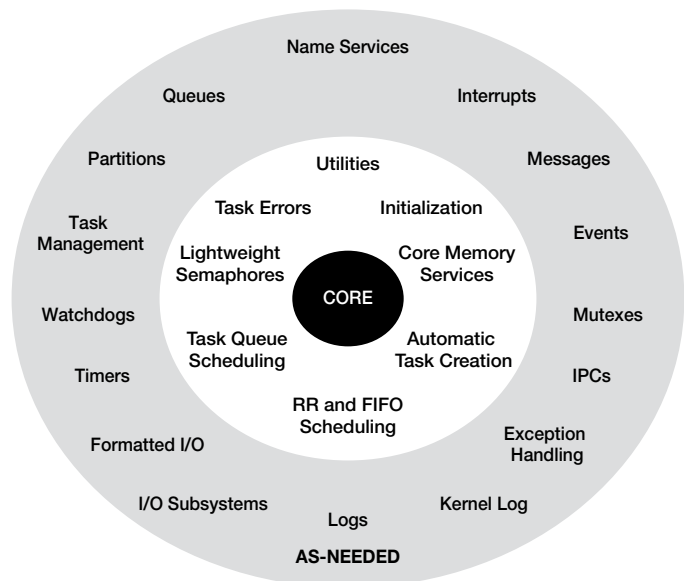 Name Services
Queues
Interrupts
Partitions
Utilities
Messages
Task Errors
Initialization
Task
Management
Events
Lightweight
Semaphores
Core Memory
Services
CORE
Watchdogs
Mutexes
Task Queue
Scheduling
Automatic
Task Creation
Timers
IPCs
RR and FIFO
Scheduling
Formatted I/O
Exception
Handling
I/O Subsystems
Kernel Log
Logs
AS-NEEDED